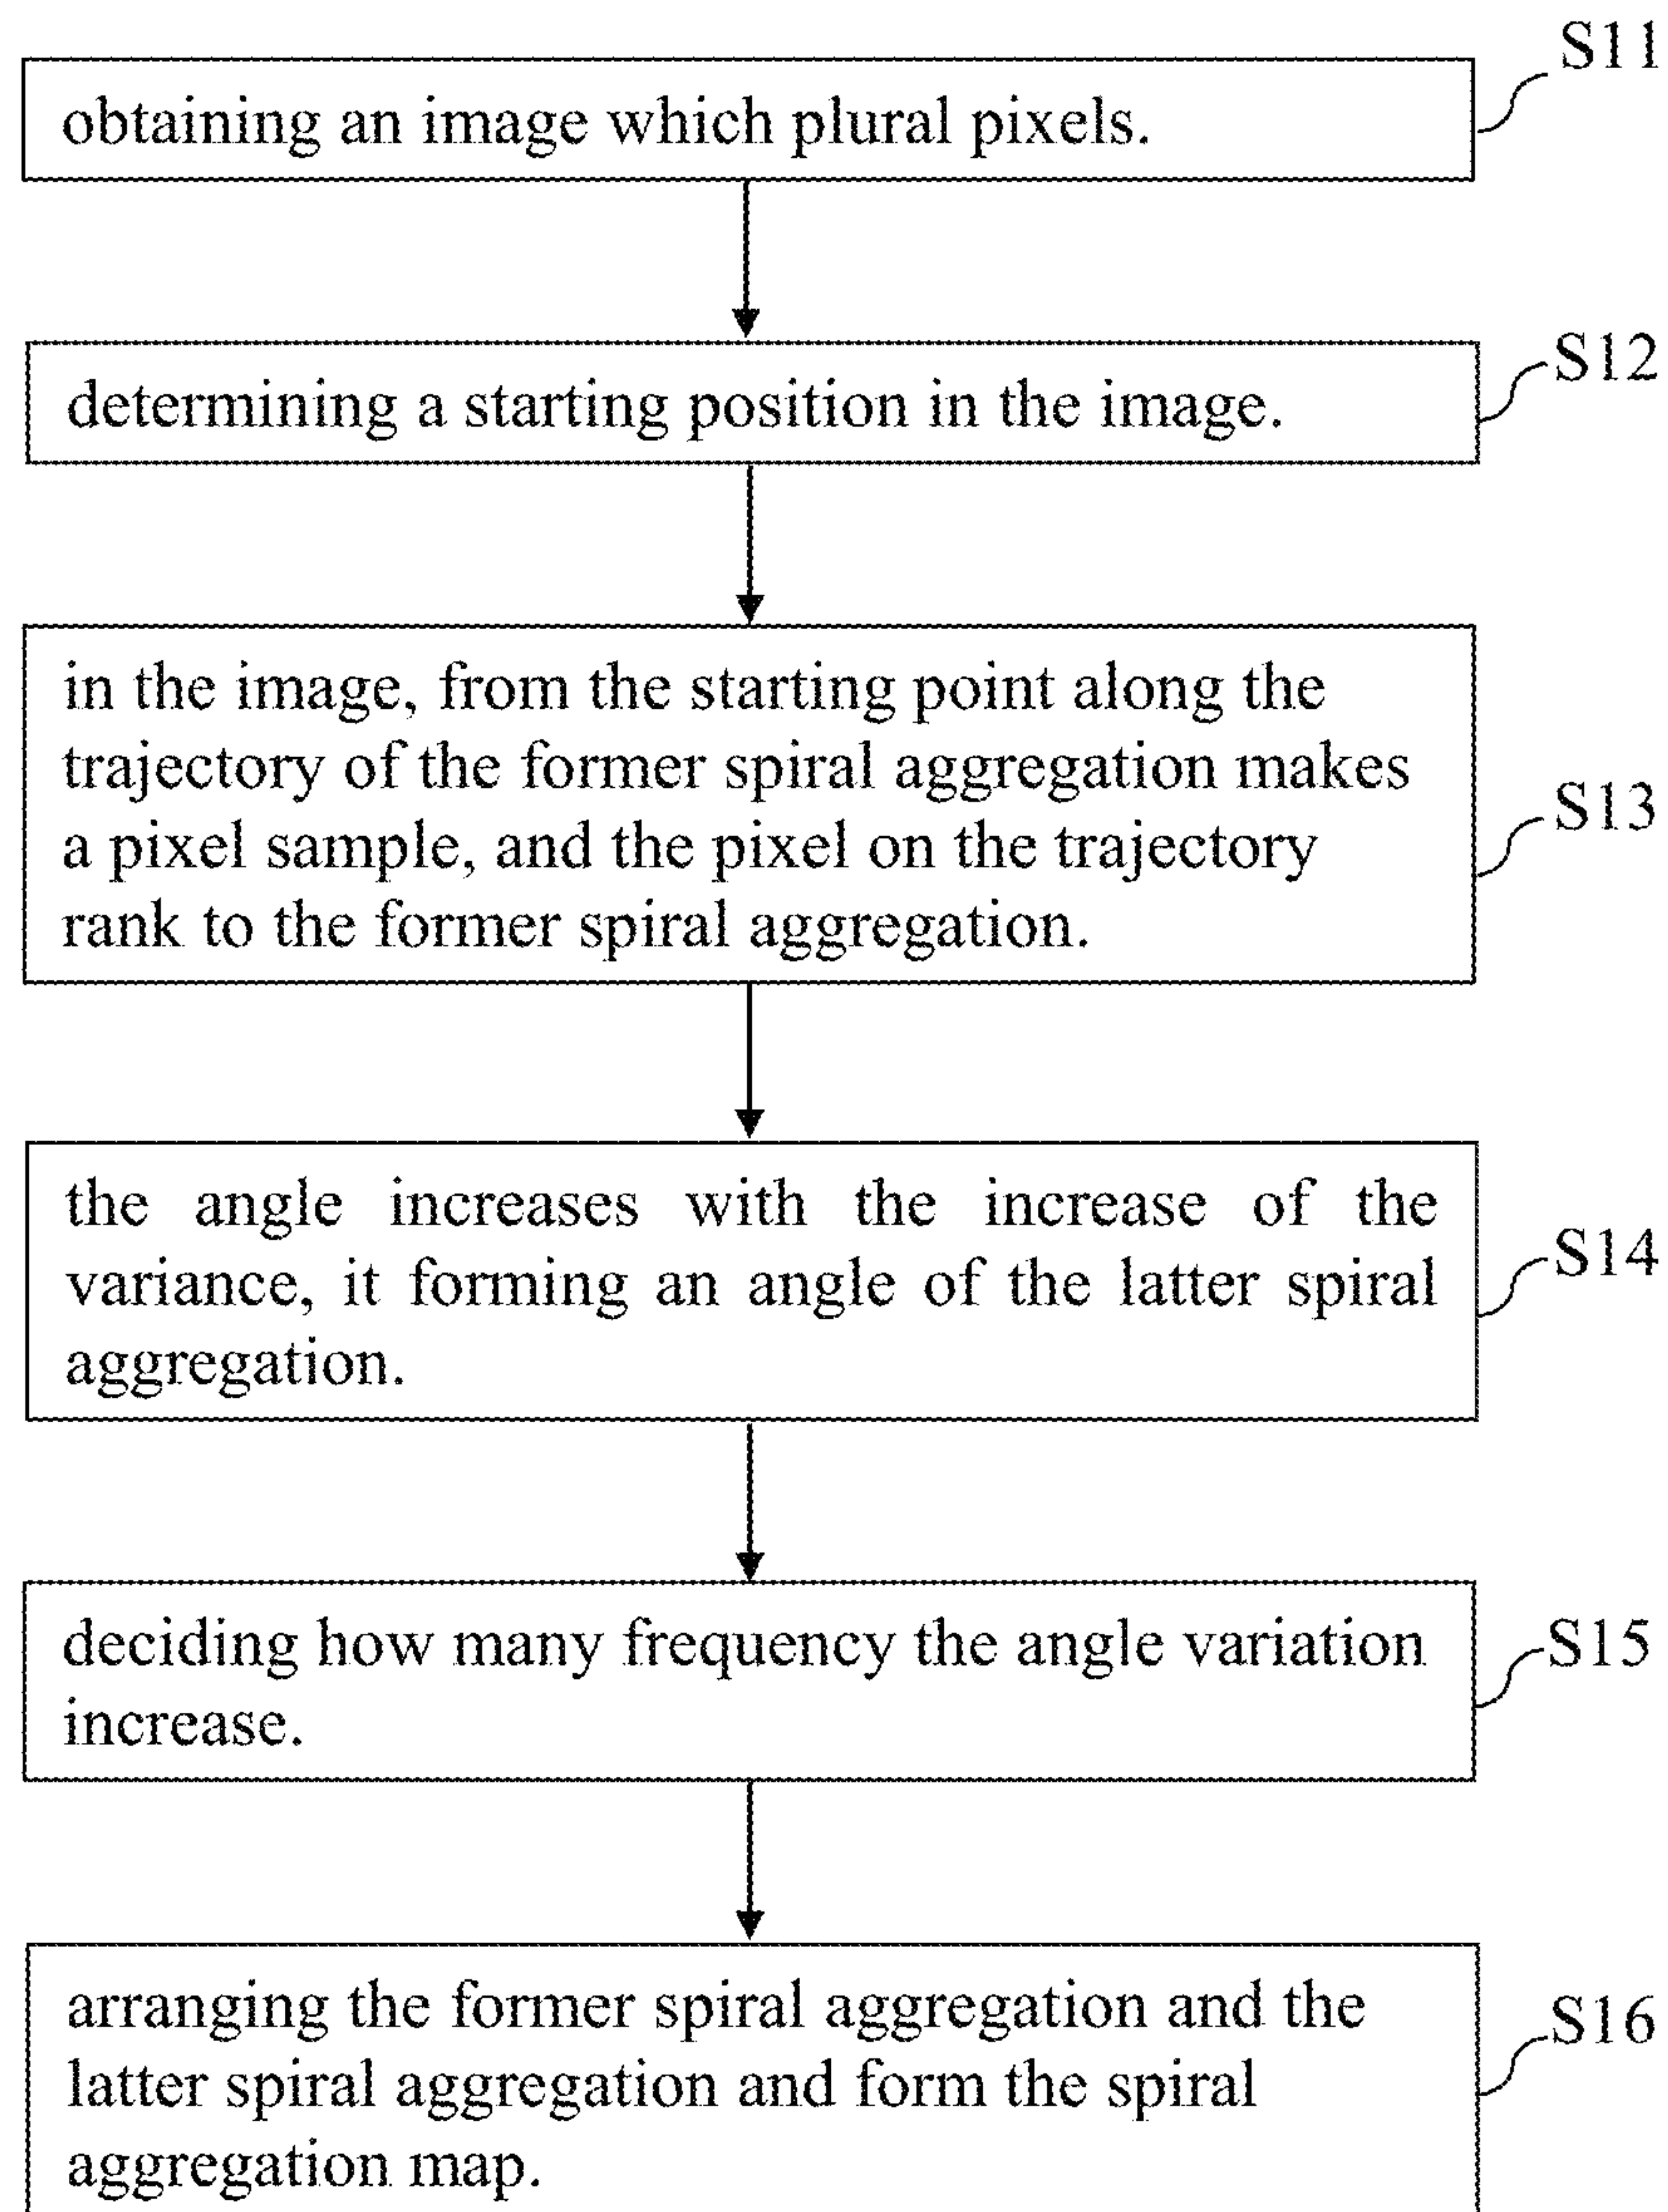 S11
obtaining an image which plural pixels.
S12
determining a starting position in the image.
in the image, from the starting point along the
trajectory of the former spiral aggregation makes
a pixel sample, and the pixel on the trajectory
rank to the former spiral aggregation.
S13
the angle increases with the increase of the
variance, it forming an angle of the latter spiral
aggregation.
S14
deciding how many frequency the angle variation
increase.
S15
arranging the former spiral aggregation and the
latter spiral aggregation and form the spiral
aggregation map.
S16